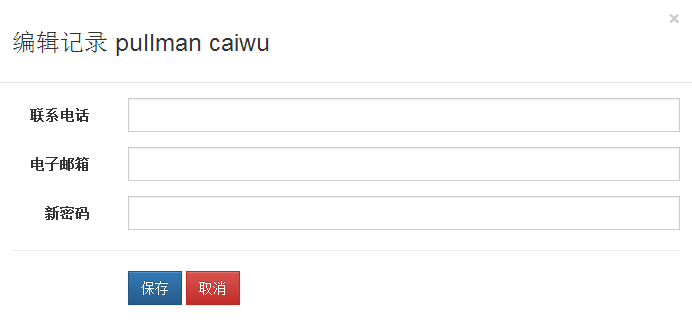 ×
编辑记录 pullman caiwu
联系电话
电子邮箱
新密码
保存 取消